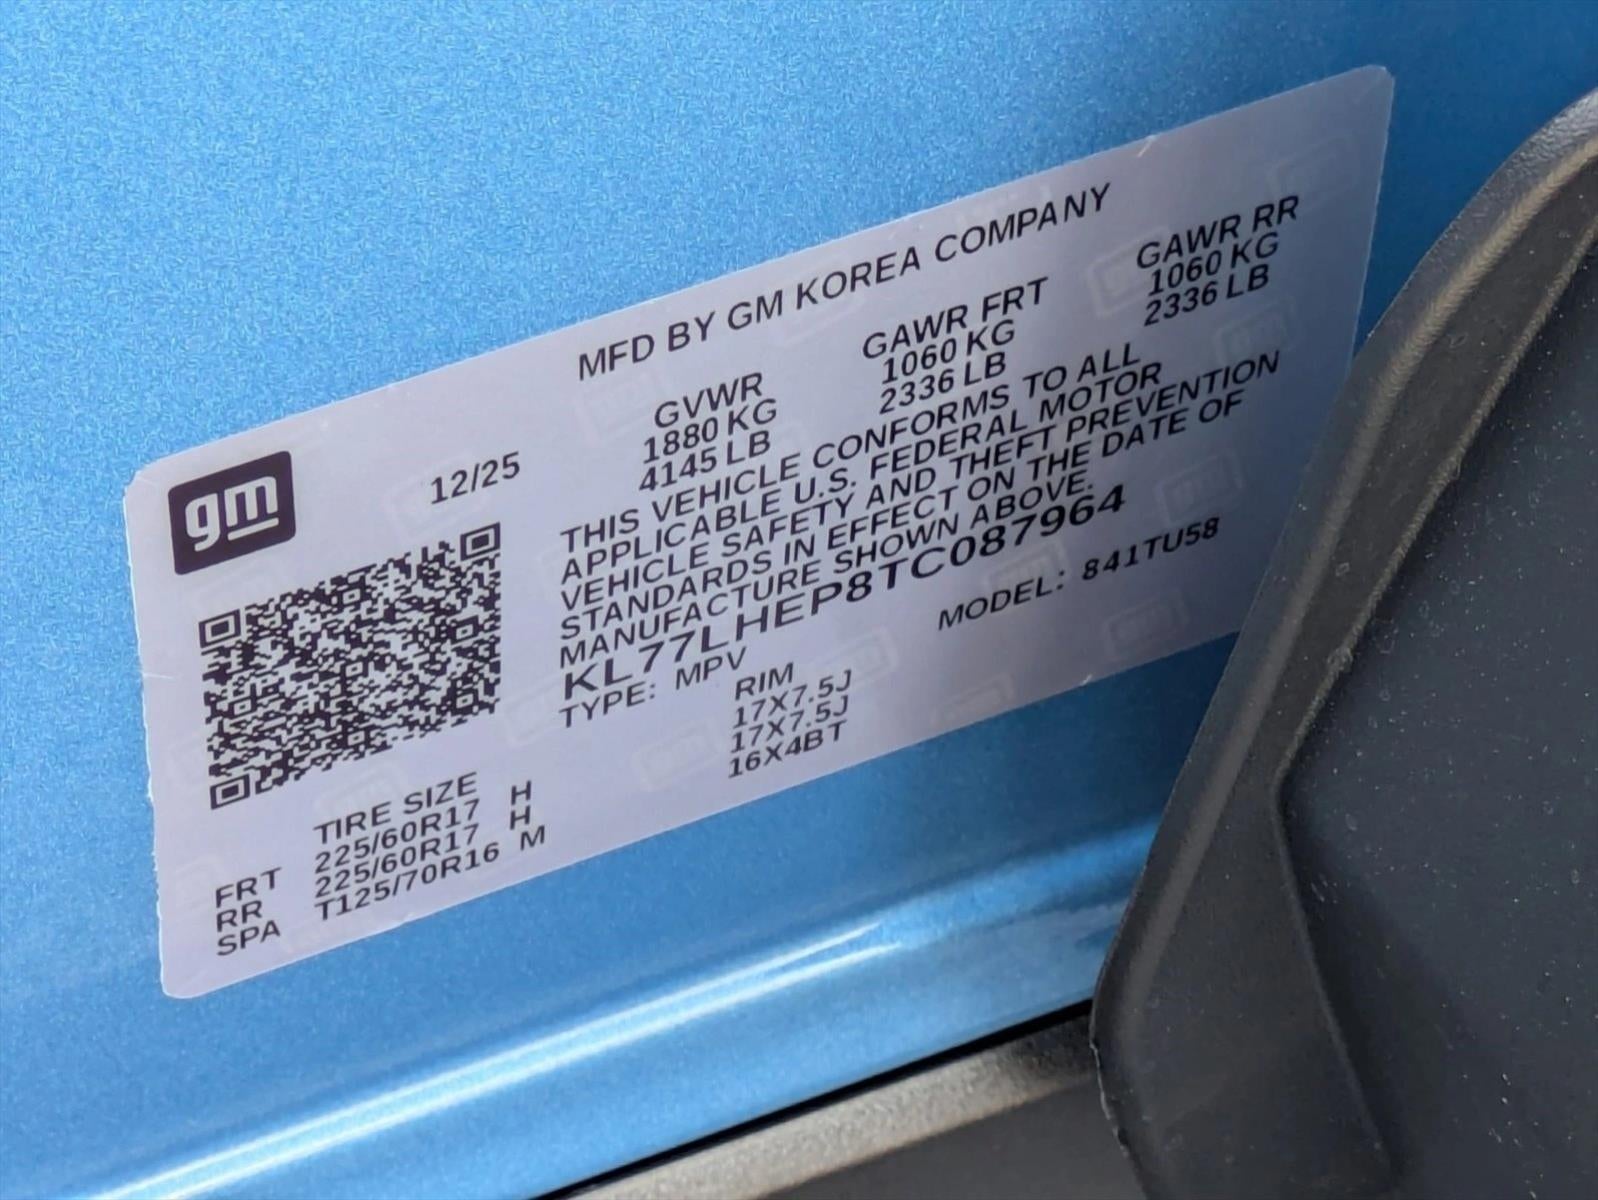 gm
12/25
MFD BY GM KOREA COMPANY
GVWR GAWR FRT GAWR RR
1880 KG 1060 KG 1060 KG
4145 LB 2336 LB 2336 LB
THIS VEHICLE CONFORMS TO ALL
APPLICABLE U.S. FEDERAL MOTOR
VEHICLE SAFETY AND THEFT PREVENTION
STANDARDS IN EFFECT ON THE DATE OF
MANUFACTURE SHOWN ABOVE.
KL77LHEP8TC087964
TYPE: MPV MODEL: 841TU58
TIRE SIZE RIM
FRT 225/60R17 H 17X7.5J
RR 225/60R17 H 17X7.5J
SPA T125/70R16 M 16X4BT